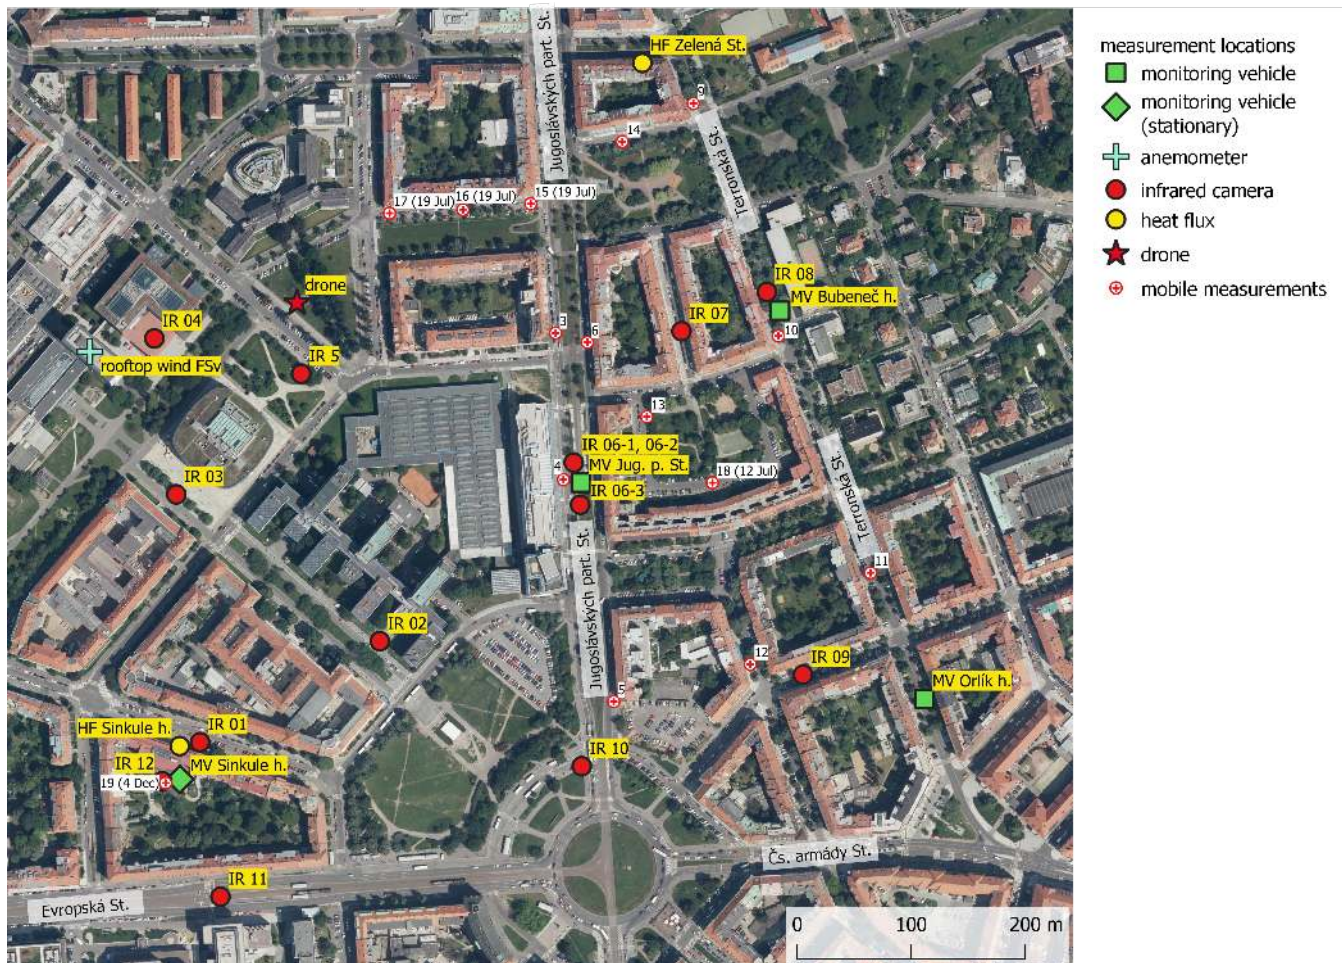 Jugoslávských part. St.
HF Zelená St.
9
14
Terronská St.
17 (19 Jul)
16 (19 Jul)
15 (19 Jul)
drone
IR 04
rooftop wind FSv
IR 5
3
6
IR 07
IR 08
MV Bubeneč h.
10
13
IR 03
IR 06-1, 06-2
MV Jug. p. St.
4
IR 06-3
18 (12 Jul)
Terronská St.
11
IR 02
Jugoslávských part. St.
5
12
IR 09
MV Orlík h.
HF Sinkule h.
IR 01
IR 12
MV Sinkule h.
19 (4 Dec)
IR 10
IR 11
Evropská St.
Čs. armády St.
0 100 200 m
measurement locations
monitoring vehicle
monitoring vehicle
(stationary)
anemometer
infrared camera
heat flux
drone
mobile measurements